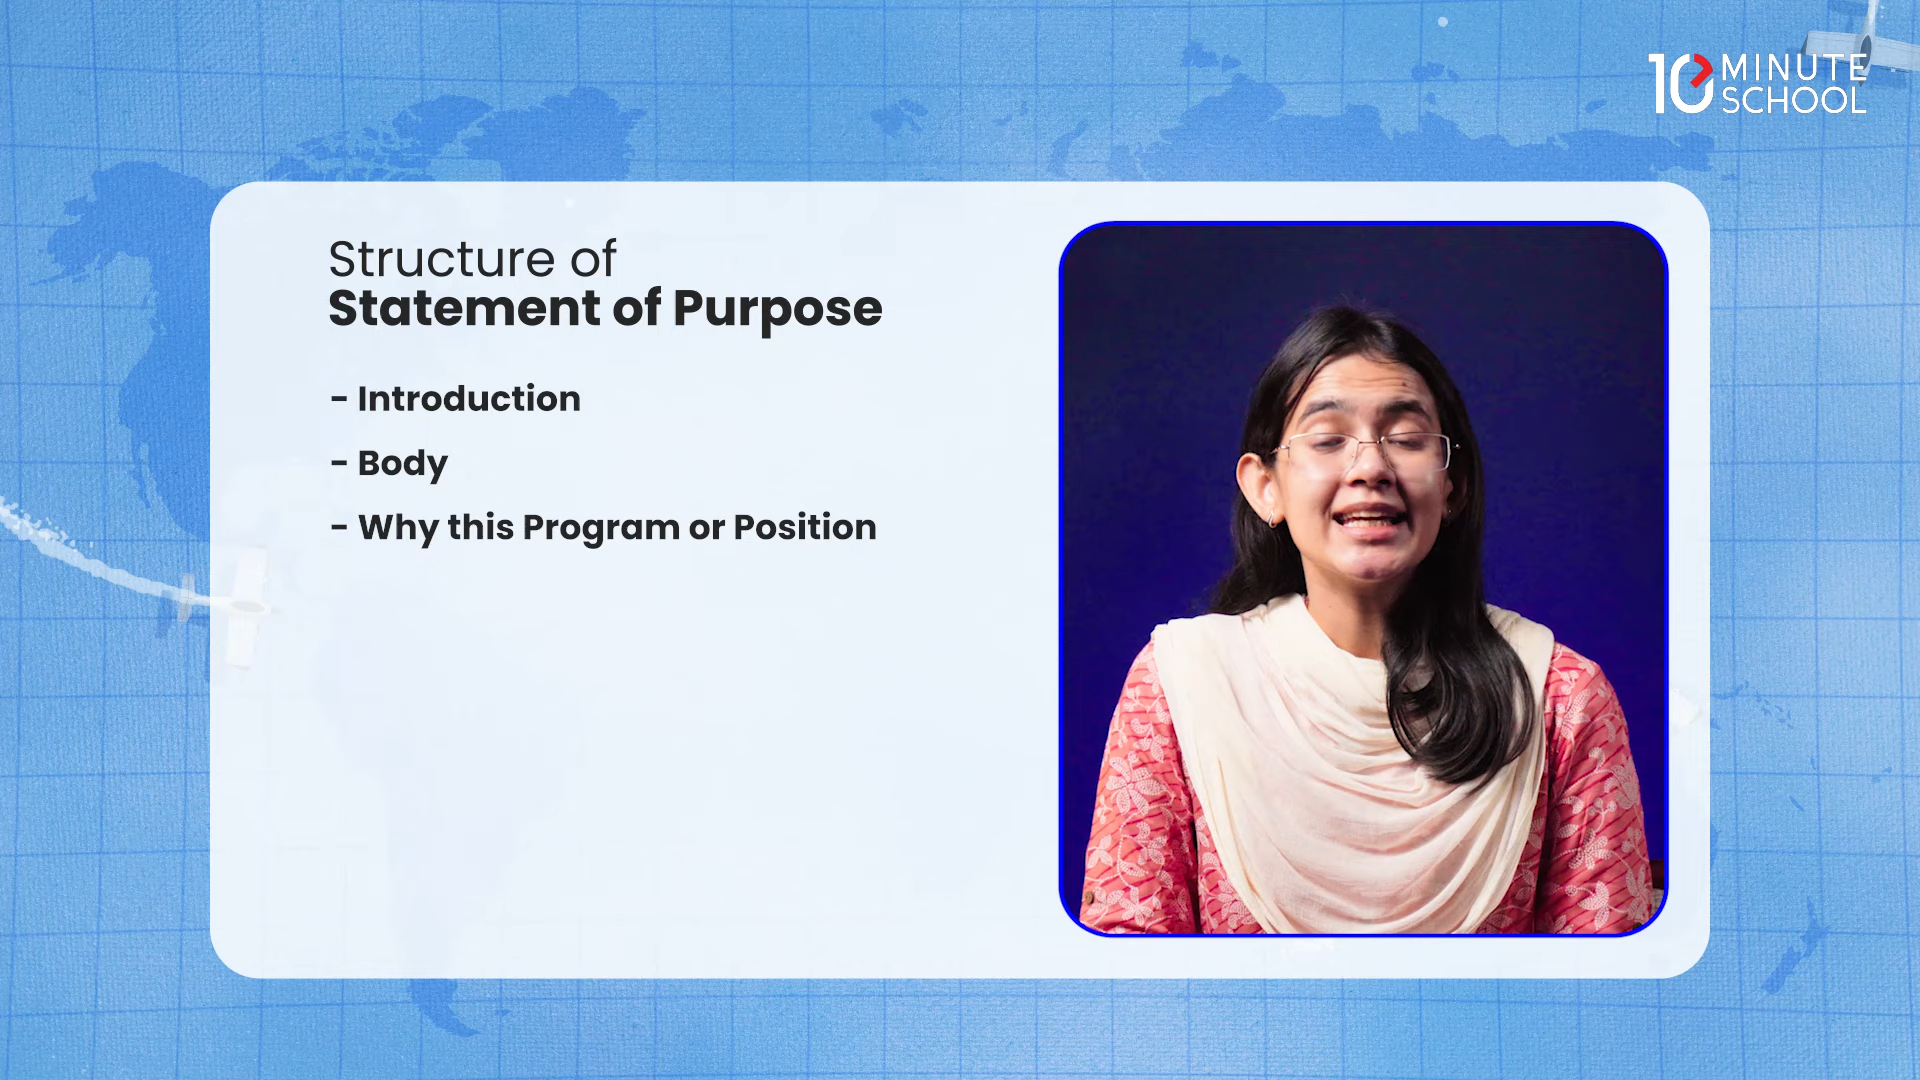 10 MINUTE
SCHOOL
Structure of
Statement of Purpose
- Introduction
- Body
- Why this Program or Position